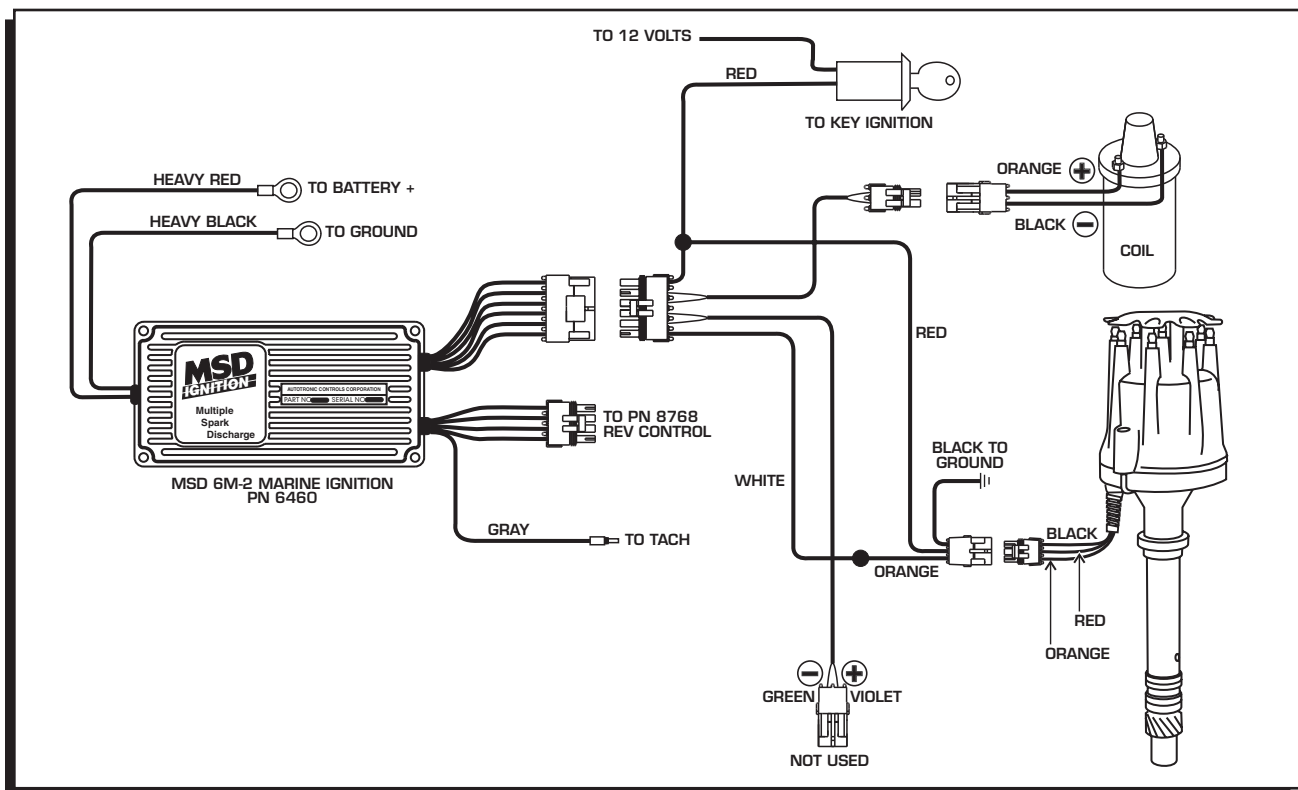 TO 12 VOLTS
RED
TO KEY IGNITION
HEAVY RED
TO BATTERY +
HEAVY BLACK
TO GROUND
ORANGE +
BLACK −
COIL
RED
MSD
IGNITION
Multiple
Spark
Discharge
AUTOTRONIC CONTROLS CORPORATION
PART NO SERIAL NO
TO PN 8768
REV CONTROL
MSD 6M-2 MARINE IGNITION
PN 6460
WHITE
BLACK TO
GROUND
GRAY
TO TACH
BLACK
ORANGE
RED
ORANGE
− +
GREEN VIOLET
NOT USED